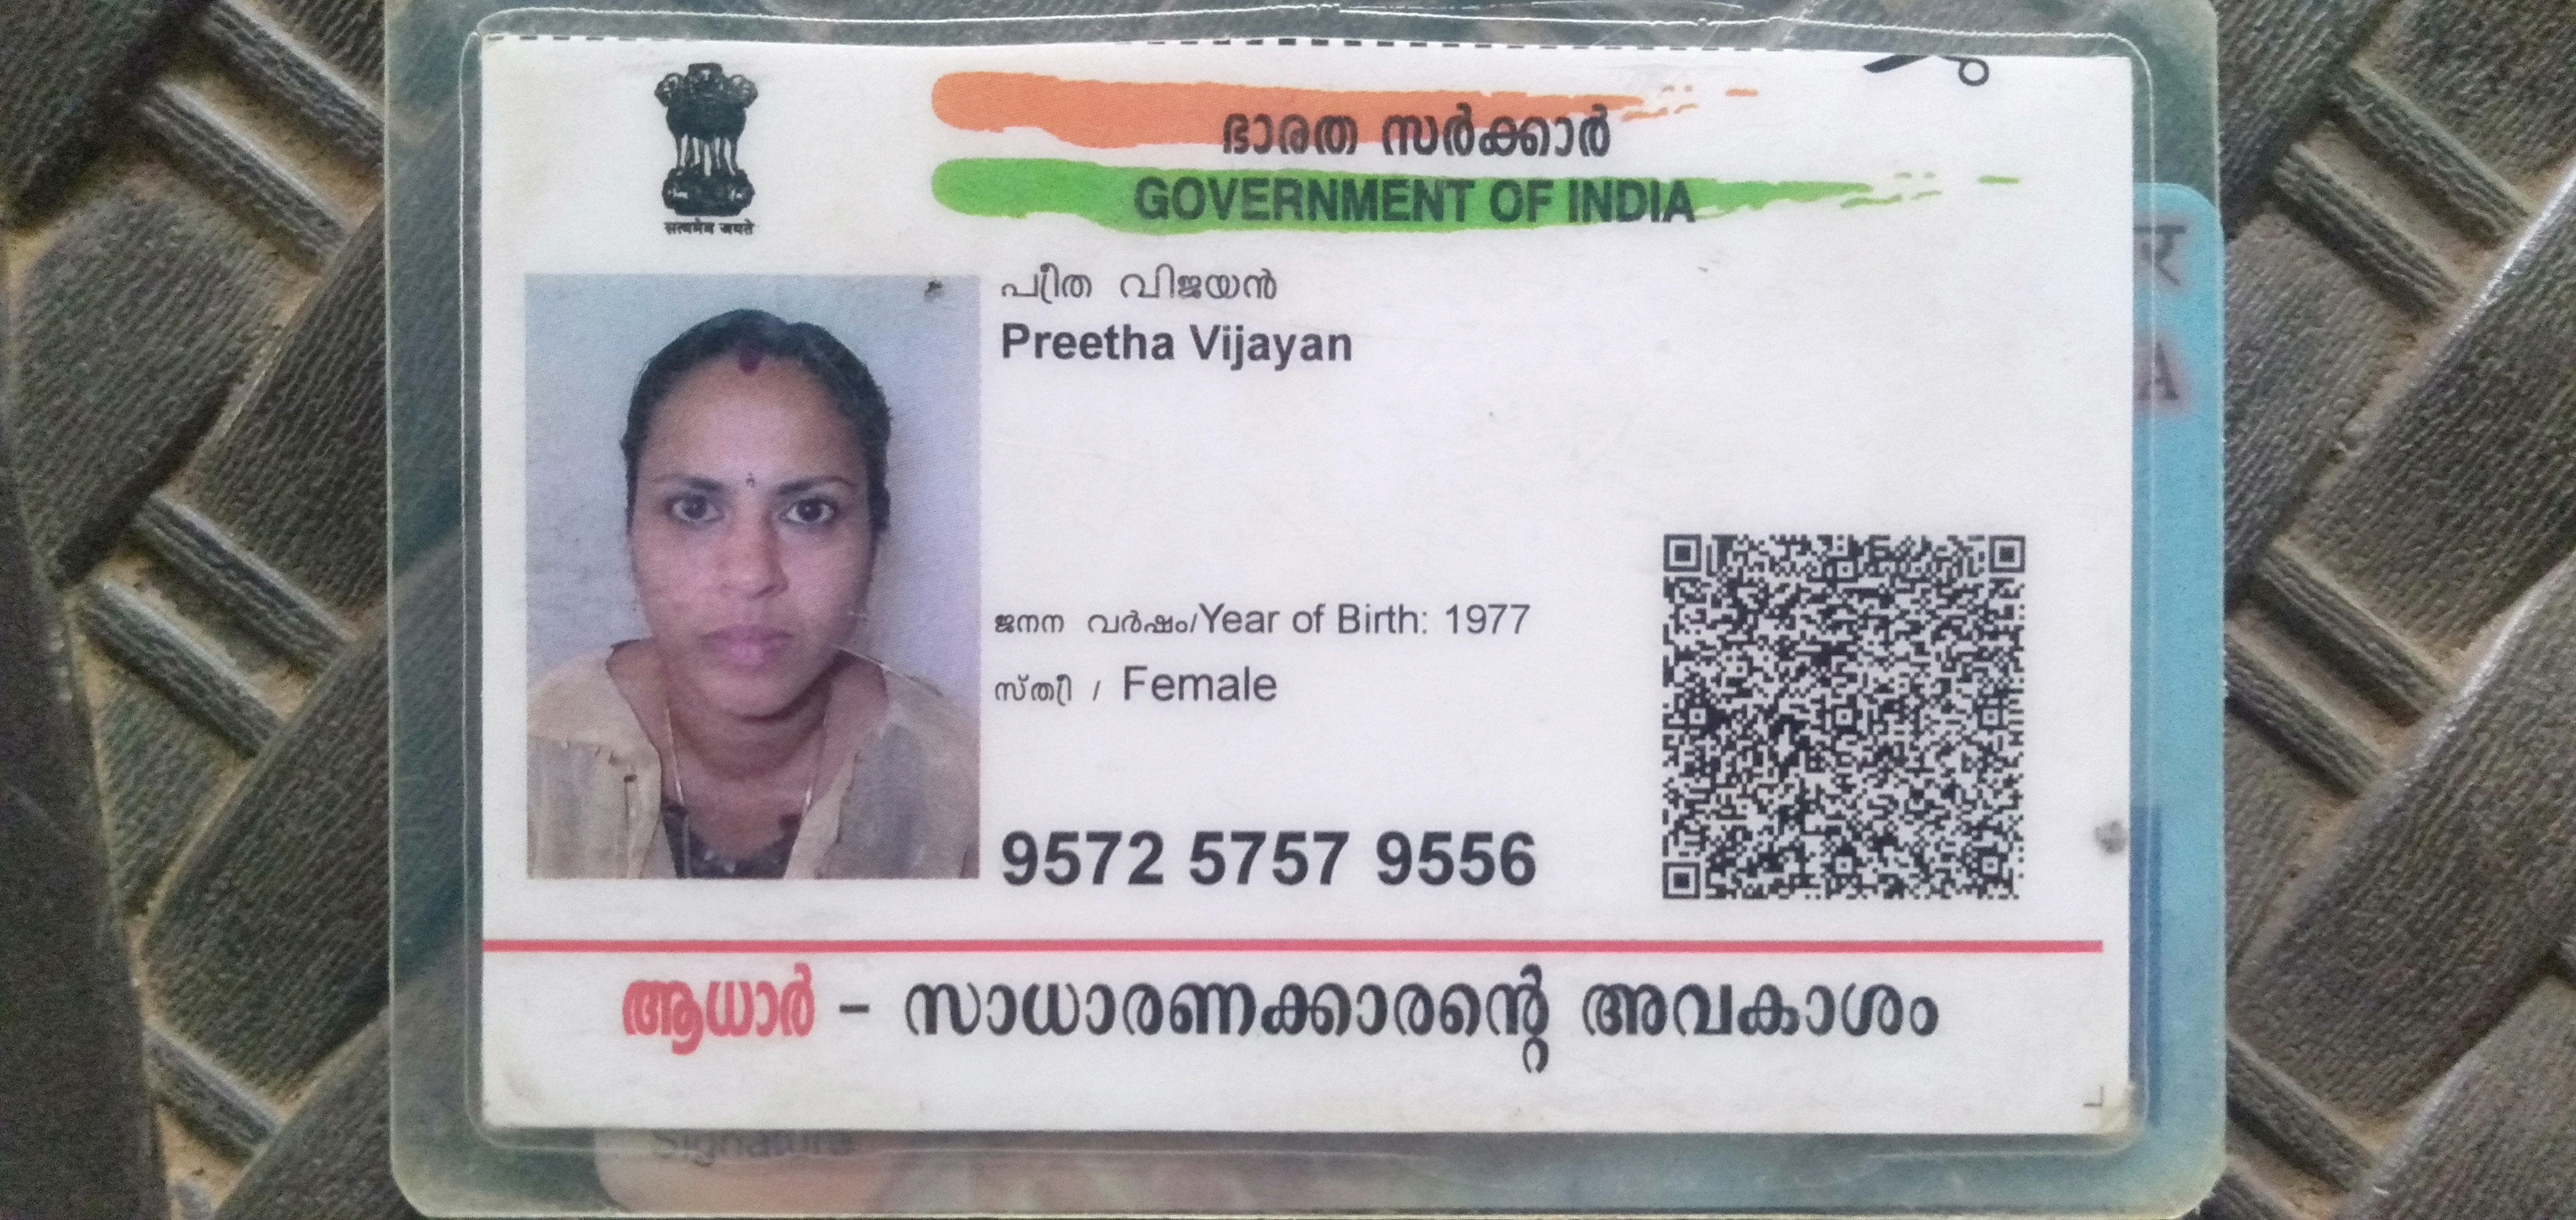 ഭാരത സർക്കാർ
GOVERNMENT OF INDIA
सत्यमेव जयते
പ്രീത വിജയൻ
Preetha Vijayan
ജനന വർഷം/Year of Birth: 1977
സ്ത്രീ / Female
9572 5757 9556
ആധാർ - സാധാരണക്കാരന്റെ അവകാശം
Signature